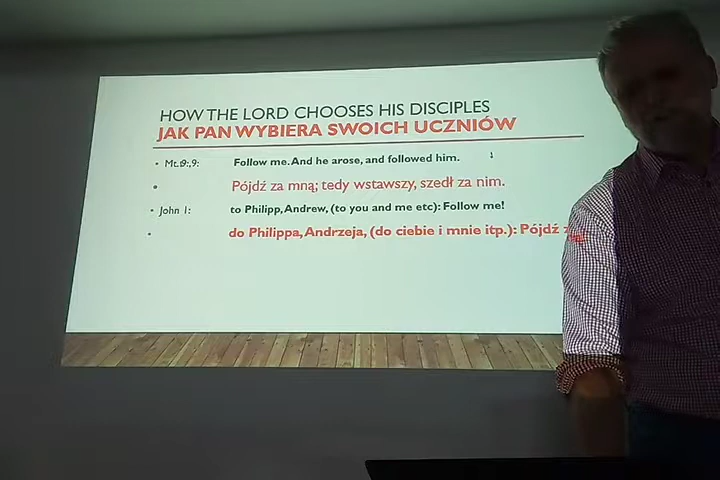 HOW THE LORD CHOOSES HIS DISCIPLES
JAK PAN WYBIERA SWOICH UCZNIÓW
• Mt.9:,9: Follow me. And he arose, and followed him.
• Pójdź za mną; tedy wstawszy, szedł za nim.
• John 1: to Philipp, Andrew, (to you and me etc): Follow me!
• do Philippa, Andrzeja, (do ciebie i mnie itp.): Pójdź